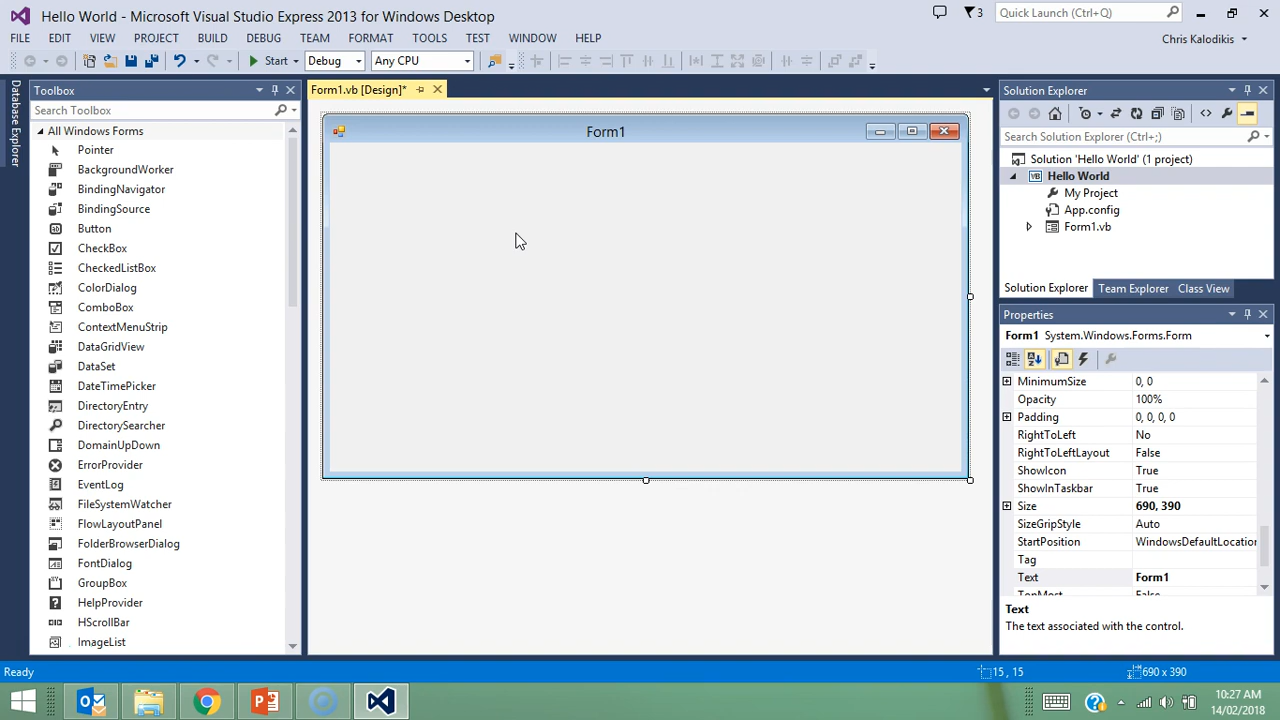 Hello World - Microsoft Visual Studio Express 2013 for Windows Desktop
3
Quick Launch (Ctrl+Q)
FILE EDIT VIEW PROJECT BUILD DEBUG TEAM FORMAT TOOLS TEST WINDOW HELP
Chris Kalodikis
Start Debug Any CPU
Database Explorer
Toolbox
Search Toolbox
All Windows Forms
Pointer
BackgroundWorker
BindingNavigator
BindingSource
Button
CheckBox
CheckedListBox
ColorDialog
ComboBox
ContextMenuStrip
DataGridView
DataSet
DateTimePicker
DirectoryEntry
DirectorySearcher
DomainUpDown
ErrorProvider
EventLog
FileSystemWatcher
FlowLayoutPanel
FolderBrowserDialog
FontDialog
GroupBox
HelpProvider
HScrollBar
ImageList
Form1.vb [Design]*
Form1
Solution Explorer
Search Solution Explorer (Ctrl+;)
Solution 'Hello World' (1 project)
VB Hello World
My Project
App.config
Form1.vb
Solution Explorer Team Explorer Class View
Properties
Form1 System.Windows.Forms.Form
MinimumSize 0, 0
Opacity 100%
Padding 0, 0, 0, 0
RightToLeft No
RightToLeftLayout False
ShowIcon True
ShowInTaskbar True
Size 690, 390
SizeGripStyle Auto
StartPosition WindowsDefaultLocation
Tag
Text Form1
TopMost False
Text
The text associated with the control.
Ready
15 , 15
690 x 390
10:27 AM
14/02/2018